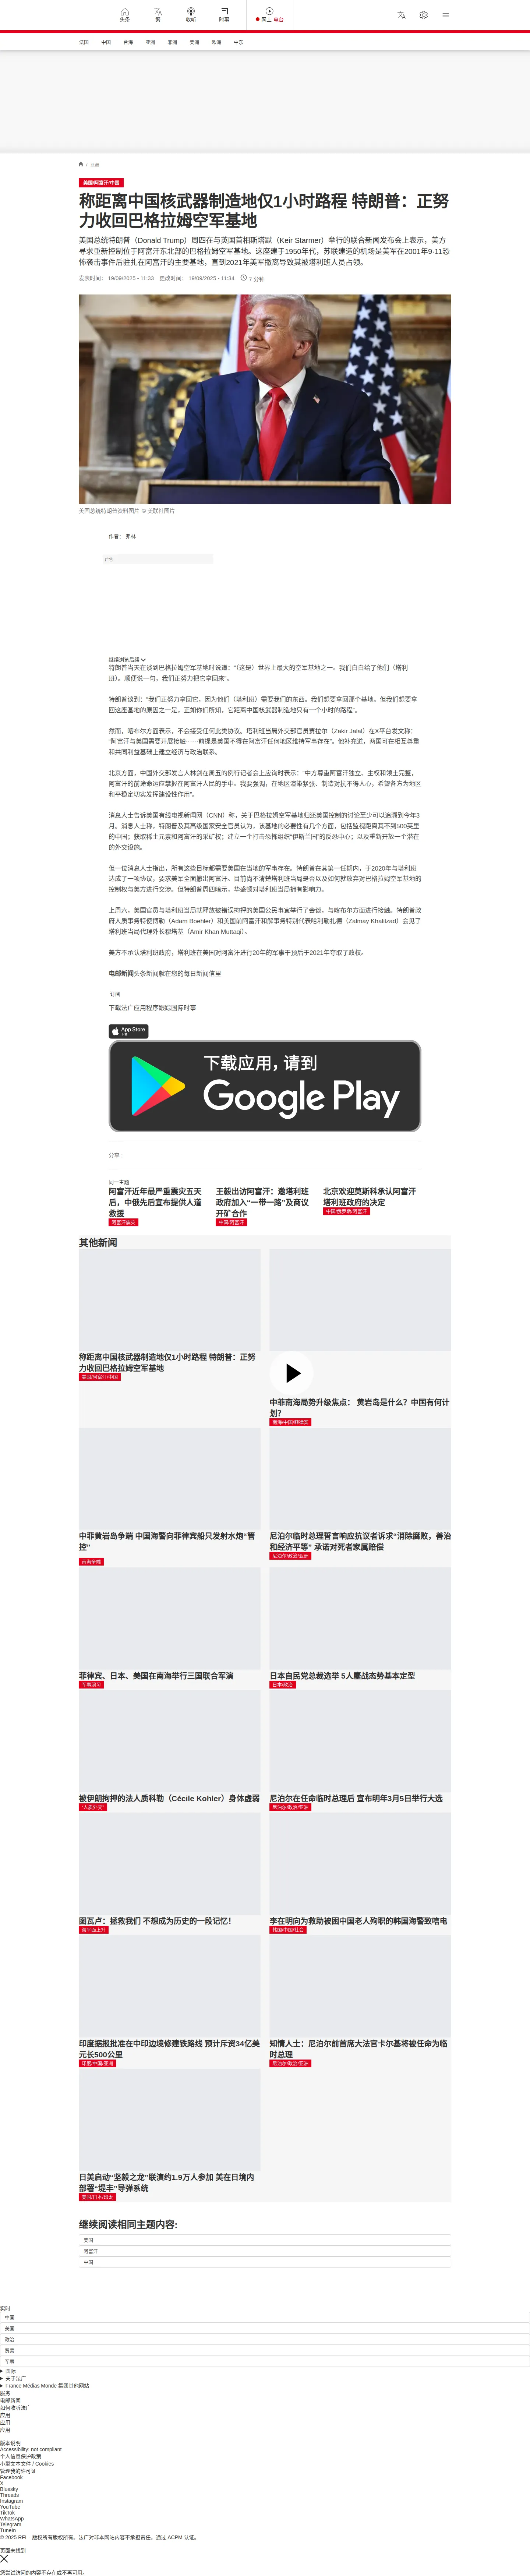 头条
繁
收听
时事
网上 电台
法国
中国
台海
亚洲
非洲
美洲
欧洲
中东
/ 亚洲
美国/阿富汗/中国
称距离中国核武器制造地仅1小时路程 特朗普：正努
力收回巴格拉姆空军基地
美国总统特朗普（Donald Trump）周四在与英国首相斯塔默（Keir Starmer）举行的联合新闻发布会上表示，美方
寻求重新控制位于阿富汗东北部的巴格拉姆空军基地。这座建于1950年代，苏联建造的机场是美军在2001年9·11恐
怖袭击事件后驻扎在阿富汗的主要基地，直到2021年美军撤离导致其被塔利班人员占领。
发表时间： 19/09/2025 - 11:33 更改时间： 19/09/2025 - 11:34 7 分钟
美国总统特朗普资料图片 © 美联社图片
作者： 弗林
广告
继续浏览后续
特朗普当天在谈到巴格拉姆空军基地时说道：“（这是）世界上最大的空军基地之一。我们白白给了他们（塔利
班）。顺便说一句，我们正努力把它拿回来”。
特朗普谈到：“我们正努力拿回它，因为他们（塔利班）需要我们的东西。我们想要拿回那个基地。但我们想要拿
回这座基地的原因之一是，正如你们所知，它距离中国核武器制造地只有一个小时的路程”。
然而，喀布尔方面表示，不会接受任何此类协议。塔利班当局外交部官员贾拉尔（Zakir Jalal）在X平台发文称：
“阿富汗与美国需要开展接触······前提是美国不得在阿富汗任何地区维持军事存在”。他补充道，两国可在相互尊重
和共同利益基础上建立经济与政治联系。
北京方面，中国外交部发言人林剑在周五的例行记者会上应询时表示：“中方尊重阿富汗独立、主权和领土完整，
阿富汗的前途命运应掌握在阿富汗人民的手中。我要强调，在地区渲染紧张、制造对抗不得人心，希望各方为地区
和平稳定切实发挥建设性作用”。
消息人士告诉美国有线电视新闻网（CNN）称，关于巴格拉姆空军基地归还美国控制的讨论至少可以追溯到今年3
月。消息人士称，特朗普及其高级国家安全官员认为，该基地的必要性有几个方面，包括监视距离其不到500英里
的中国；获取稀土元素和阿富汗的采矿权；建立一个打击恐怖组织“伊斯兰国”的反恐中心；以及重新开放一个潜在
的外交设施。
但一位消息人士指出，所有这些目标都需要美国在当地的军事存在。特朗普在其第一任期内，于2020年与塔利班
达成了一项协议，要求美军全面撤出阿富汗。目前尚不清楚塔利班当局是否以及如何就放弃对巴格拉姆空军基地的
控制权与美方进行交涉。但特朗普周四暗示，华盛顿对塔利班当局拥有影响力。
上周六，美国官员与塔利班当局就释放被错误拘押的美国公民事宜举行了会谈，与喀布尔方面进行接触。特朗普政
府人质事务特使博勒（Adam Boehler）和美国前阿富汗和解事务特别代表哈利勒扎德（Zalmay Khalilzad）会见了
塔利班当局代理外长穆塔基（Amir Khan Muttaqi）。
美方不承认塔利班政府，塔利班在美国对阿富汗进行20年的军事干预后于2021年夺取了政权。
电邮新闻头条新闻就在您的每日新闻信里
订阅
下载法广应用程序跟踪国际时事
App Store
下载应用，请到
Google Play
分享 :
同一主题
阿富汗近年最严重震灾五天
后，中俄先后宣布提供人道
救援
阿富汗震灾
王毅出访阿富汗：邀塔利班
政府加入“一带一路”及商议
开矿合作
中国/阿富汗
北京欢迎莫斯科承认阿富汗
塔利班政府的决定
中国/俄罗斯/阿富汗
其他新闻
称距离中国核武器制造地仅1小时路程 特朗普：正努
力收回巴格拉姆空军基地
美国/阿富汗/中国
中菲南海局势升级焦点： 黄岩岛是什么？中国有何计
划？
南海/中国/菲律宾
中菲黄岩岛争端 中国海警向菲律宾船只发射水炮“管
控”
南海争端
尼泊尔临时总理誓言响应抗议者诉求“消除腐败，善治
和经济平等” 承诺对死者家属赔偿
尼泊尔/政治/亚洲
菲律宾、日本、美国在南海举行三国联合军演
军事演习
日本自民党总裁选举 5人鏖战态势基本定型
日本/政治
被伊朗拘押的法人质科勒（Cécile Kohler）身体虚弱
“人质外交”
尼泊尔在任命临时总理后 宣布明年3月5日举行大选
尼泊尔/政治/亚洲
图瓦卢：拯救我们 不想成为历史的一段记忆！
海平面上升
李在明向为救助被困中国老人殉职的韩国海警致唁电
韩国/中国/社会
印度据报批准在中印边境修建铁路线 预计斥资34亿美
元长500公里
印度/中国/亚洲
知情人士：尼泊尔前首席大法官卡尔基将被任命为临
时总理
尼泊尔/政治/亚洲
日美启动“坚毅之龙”联演约1.9万人参加 美在日境内
部署“堤丰”导弹系统
美国/日本/印太
继续阅读相同主题内容:
美国
阿富汗
中国
实时
中国
美国
政治
贸易
军事
国际
关于法广
France Médias Monde 集团其他网站
服务
电邮新闻
如何收听法广
应用
应用
应用
版本说明
Accessibility: not compliant
个人信息保护政策
小型文本文件 / Cookies
管理我的许可证
Facebook
X
Bluesky
Threads
Instagram
YouTube
TikTok
WhatsApp
Telegram
TuneIn
© 2025 RFI – 版权所有版权所有。法广对非本网站内容不承担责任。通过 ACPM 认证。
页面未找到
您尝试访问的内容不存在或不再可用。